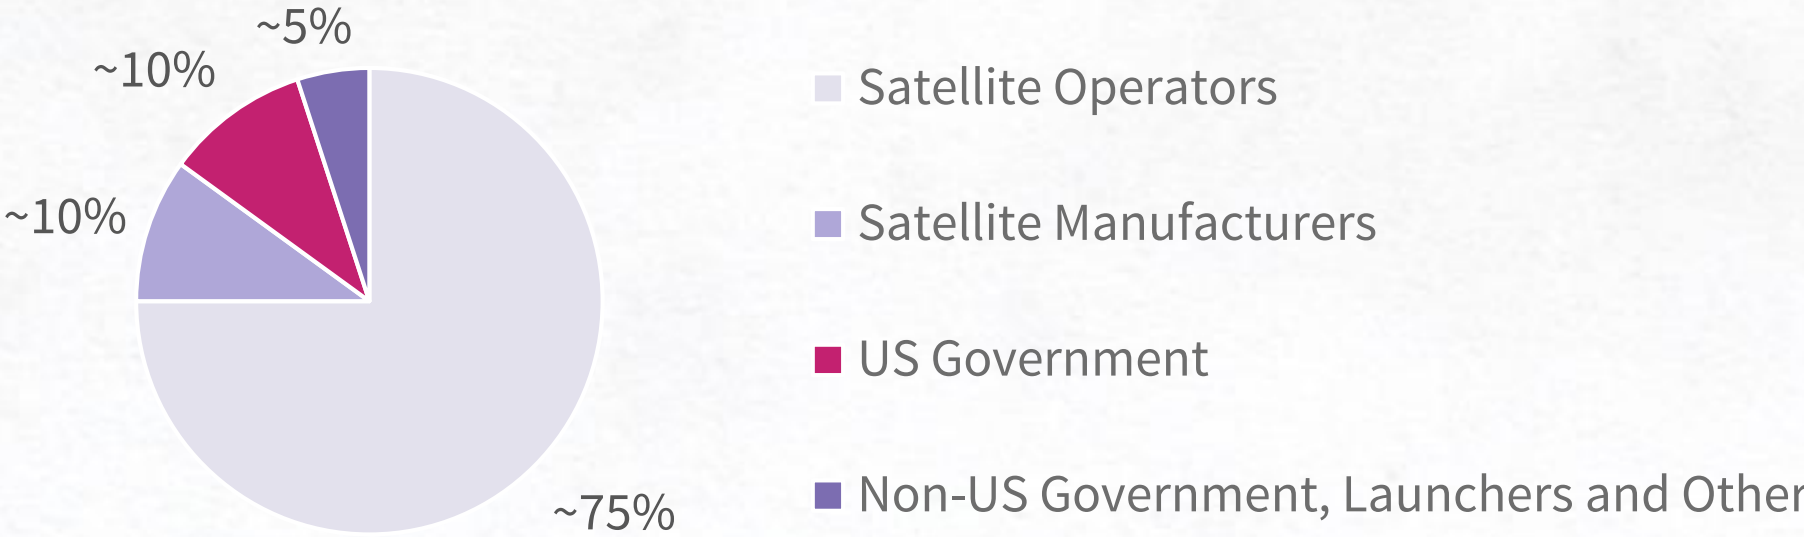 ~5%
~10%
~10%
~75%
Satellite Operators
Satellite Manufacturers
US Government
Non-US Government, Launchers and Other